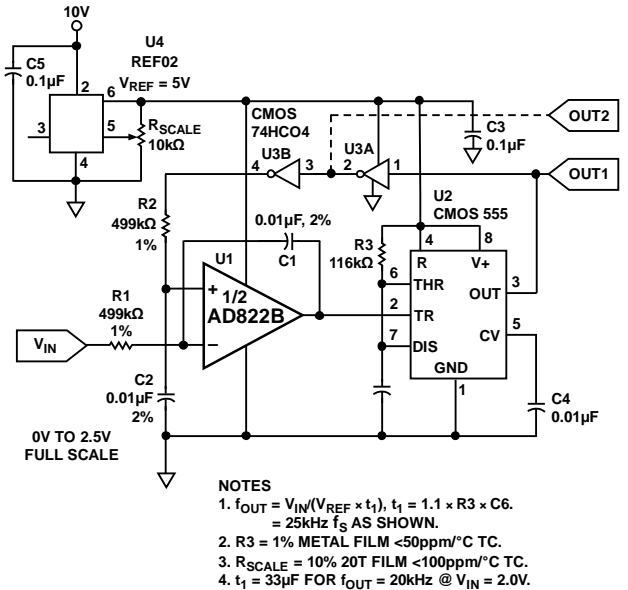 10V
U4
REF02
V_REF = 5V
C5
0.1µF
2
6
3
5
4
R_SCALE
10kΩ
CMOS
74HCO4
U3B
4
3
U3A
2
1
C3
0.1µF
OUT2
OUT1
R2
499kΩ
1%
0.01µF, 2%
C1
U1
+
1/2
AD822B
–
R1
499kΩ
1%
V_IN
C2
0.01µF
2%
0V TO 2.5V
FULL SCALE
R3
116kΩ
U2
CMOS 555
4
8
R
V+
6
THR
OUT
3
2
TR
CV
5
7
DIS
GND
1
C4
0.01µF
NOTES
1. f_OUT = V_IN/(V_REF × t_1), t_1 = 1.1 × R3 × C6.
= 25kHz f_S AS SHOWN.
2. R3 = 1% METAL FILM <50ppm/°C TC.
3. R_SCALE = 10% 20T FILM <100ppm/°C TC.
4. t_1 = 33µF FOR f_OUT = 20kHz @ V_IN = 2.0V.